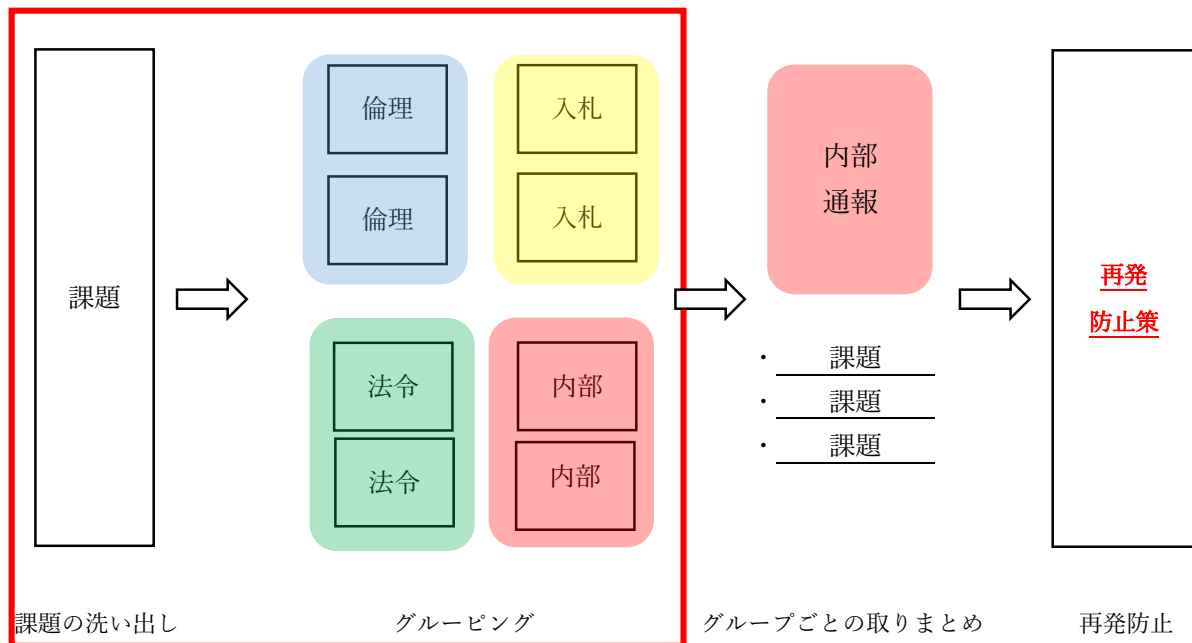 課題
倫理
倫理
入札
入札
法令
法令
内部
内部
内部
通報
・ 課題
・ 課題
・ 課題
再発
防止策
課題の洗い出し
グルーピング
グループごとの取りまとめ
再発防止